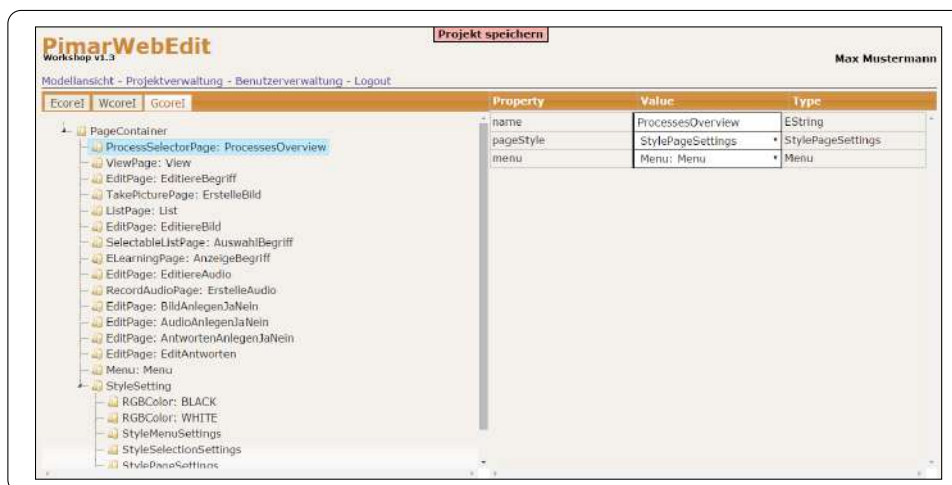 Projekt speichern
PimarWebEdit
Workshop v1.3
Max Mustermann
Modellansicht - Projektverwaltung - Benutzerverwaltung - Logout
EcoreI WcoreI GcoreI
Property Value Type
name ProcessesOverview EString
pageStyle StylePageSettings StylePageSettings
menu Menu: Menu Menu
PageContainer
ProcessSelectorPage: ProcessesOverview
ViewPage: View
EditPage: EditiereBegriff
TakePicturePage: ErstelleBild
ListPage: List
EditPage: EditiereBild
SelectableListPage: AuswahlBegriff
ELearningPage: AnzeigeBegriff
EditPage: EditiereAudio
RecordAudioPage: ErstelleAudio
EditPage: BildAnlegenJaNein
EditPage: AudioAnlegenJaNein
EditPage: AntwortenAnlegenJaNein
EditPage: EditAntworten
Menu: Menu
StyleSetting
RGBColor: BLACK
RGBColor: WHITE
StyleMenuSettings
StyleSelectionSettings
StylePageSettings